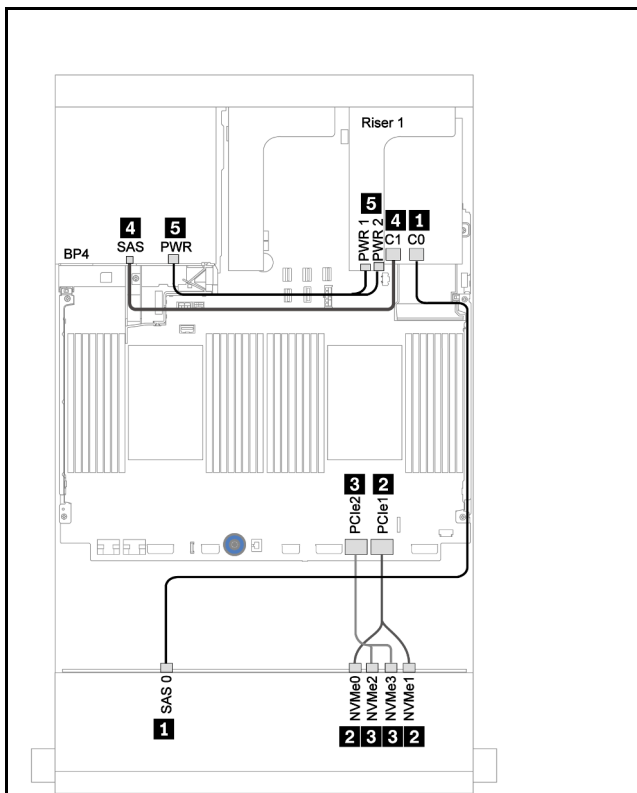 Riser 1
5
4
1
4
5
SAS
PWR
PWR 1
PWR 2
C1
C0
BP4
3
2
PCIe2
PCIe1
SAS 0
NVMe0
NVMe2
NVMe3
NVMe1
1
2
3
3
2